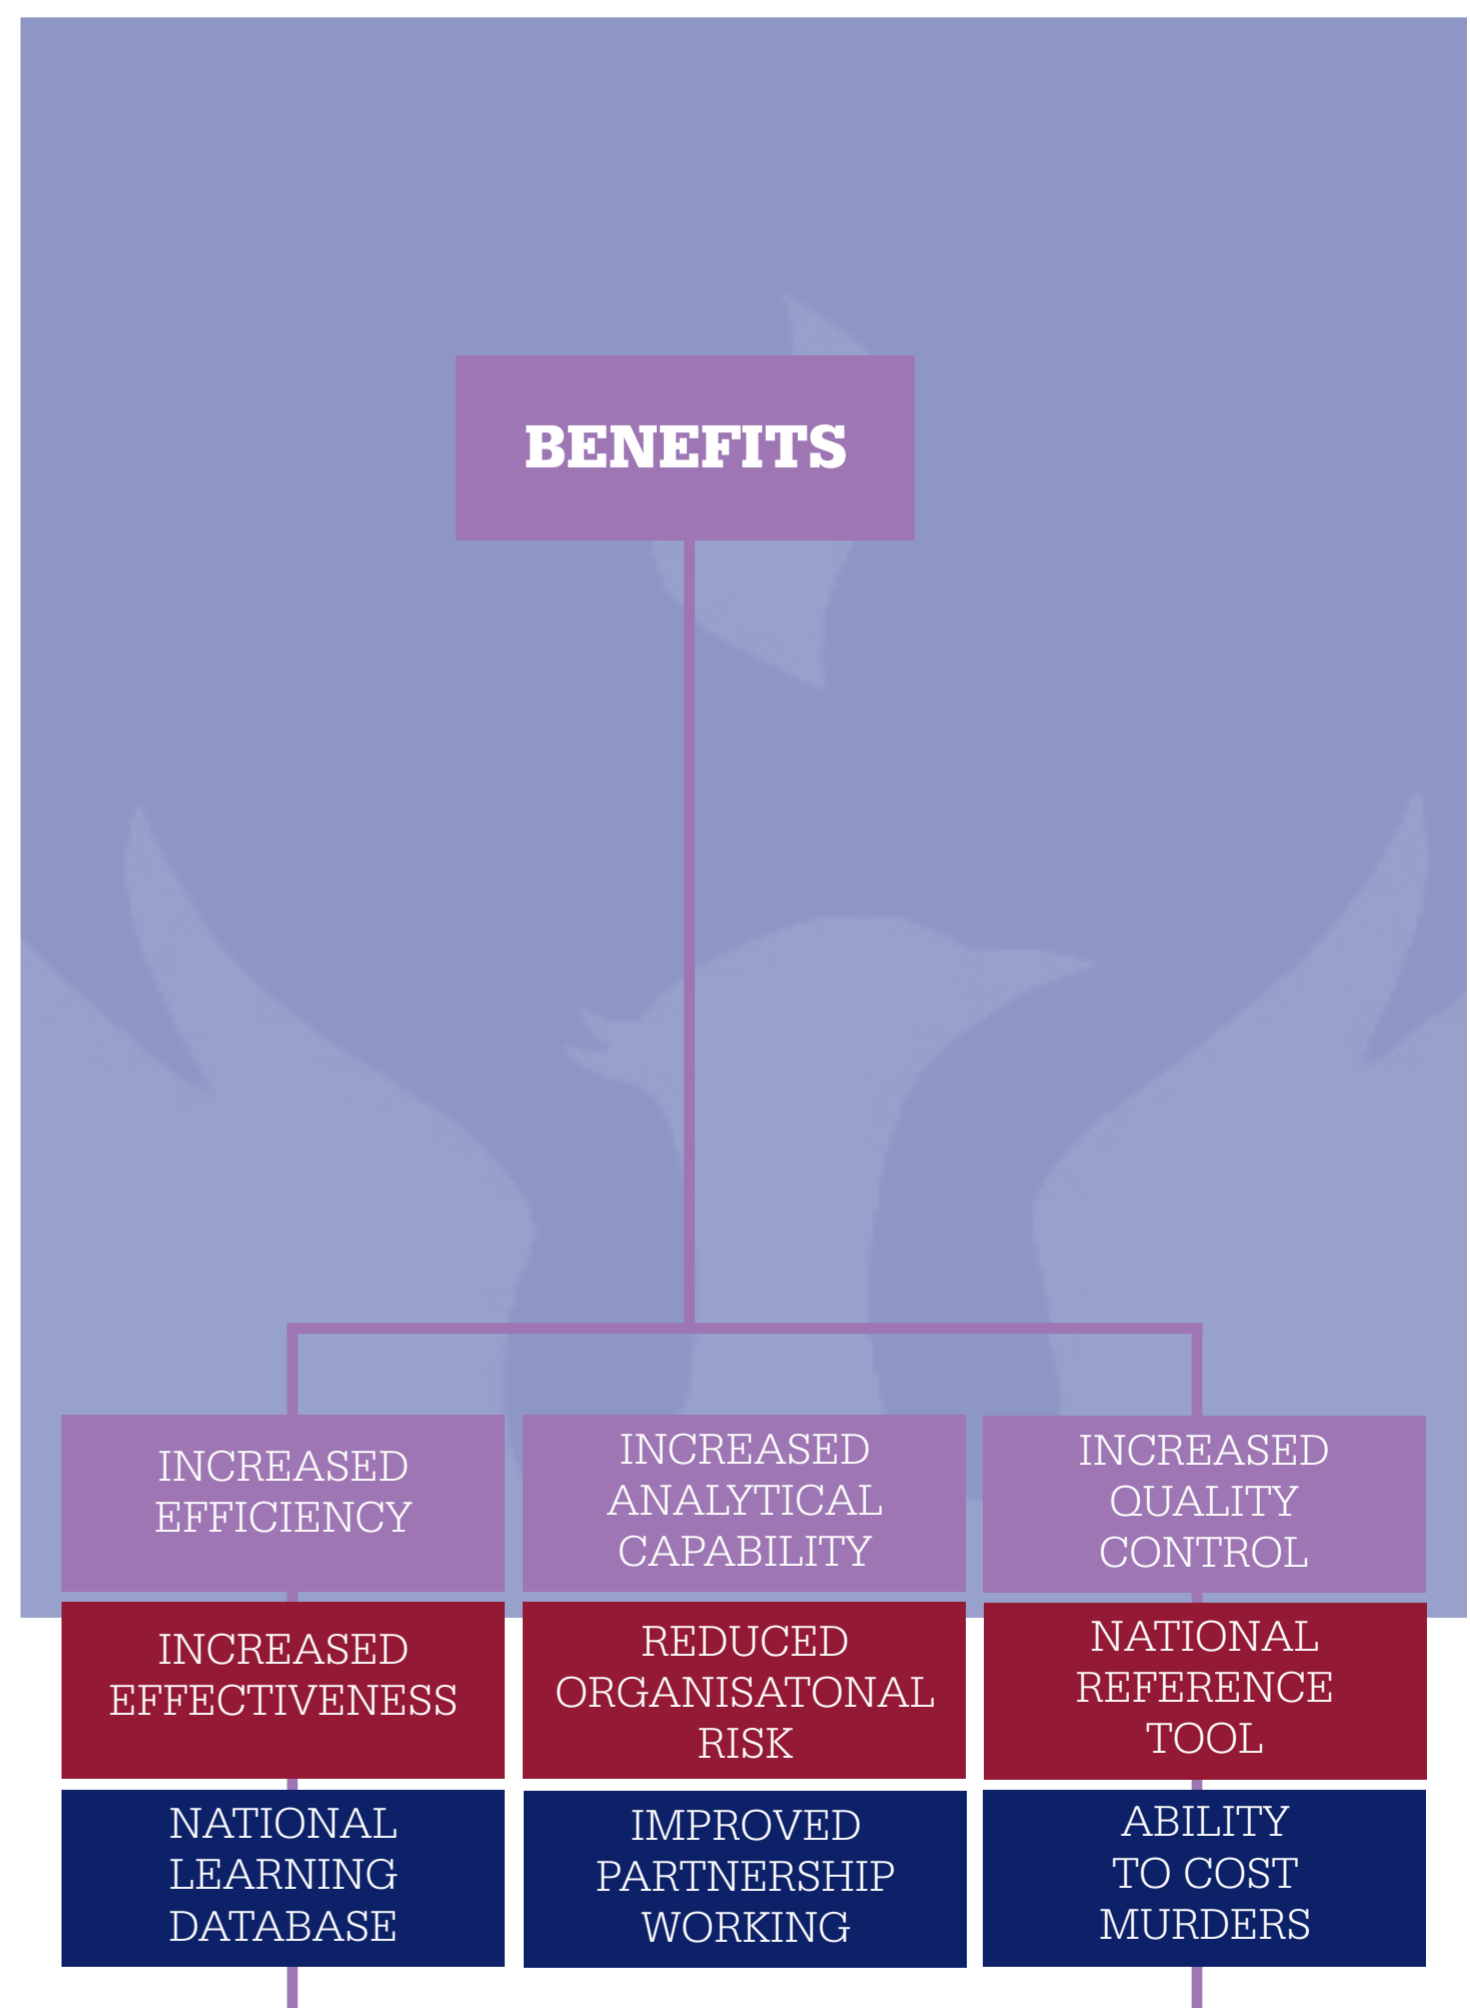 BENEFITS
INCREASED
EFFICIENCY
INCREASED
ANALYTICAL
CAPABILITY
INCREASED
QUALITY
CONTROL
INCREASED
EFFECTIVENESS
REDUCED
ORGANISATONAL
RISK
NATIONAL
REFERENCE
TOOL
NATIONAL
LEARNING
DATABASE
IMPROVED
PARTNERSHIP
WORKING
ABILITY
TO COST
MURDERS